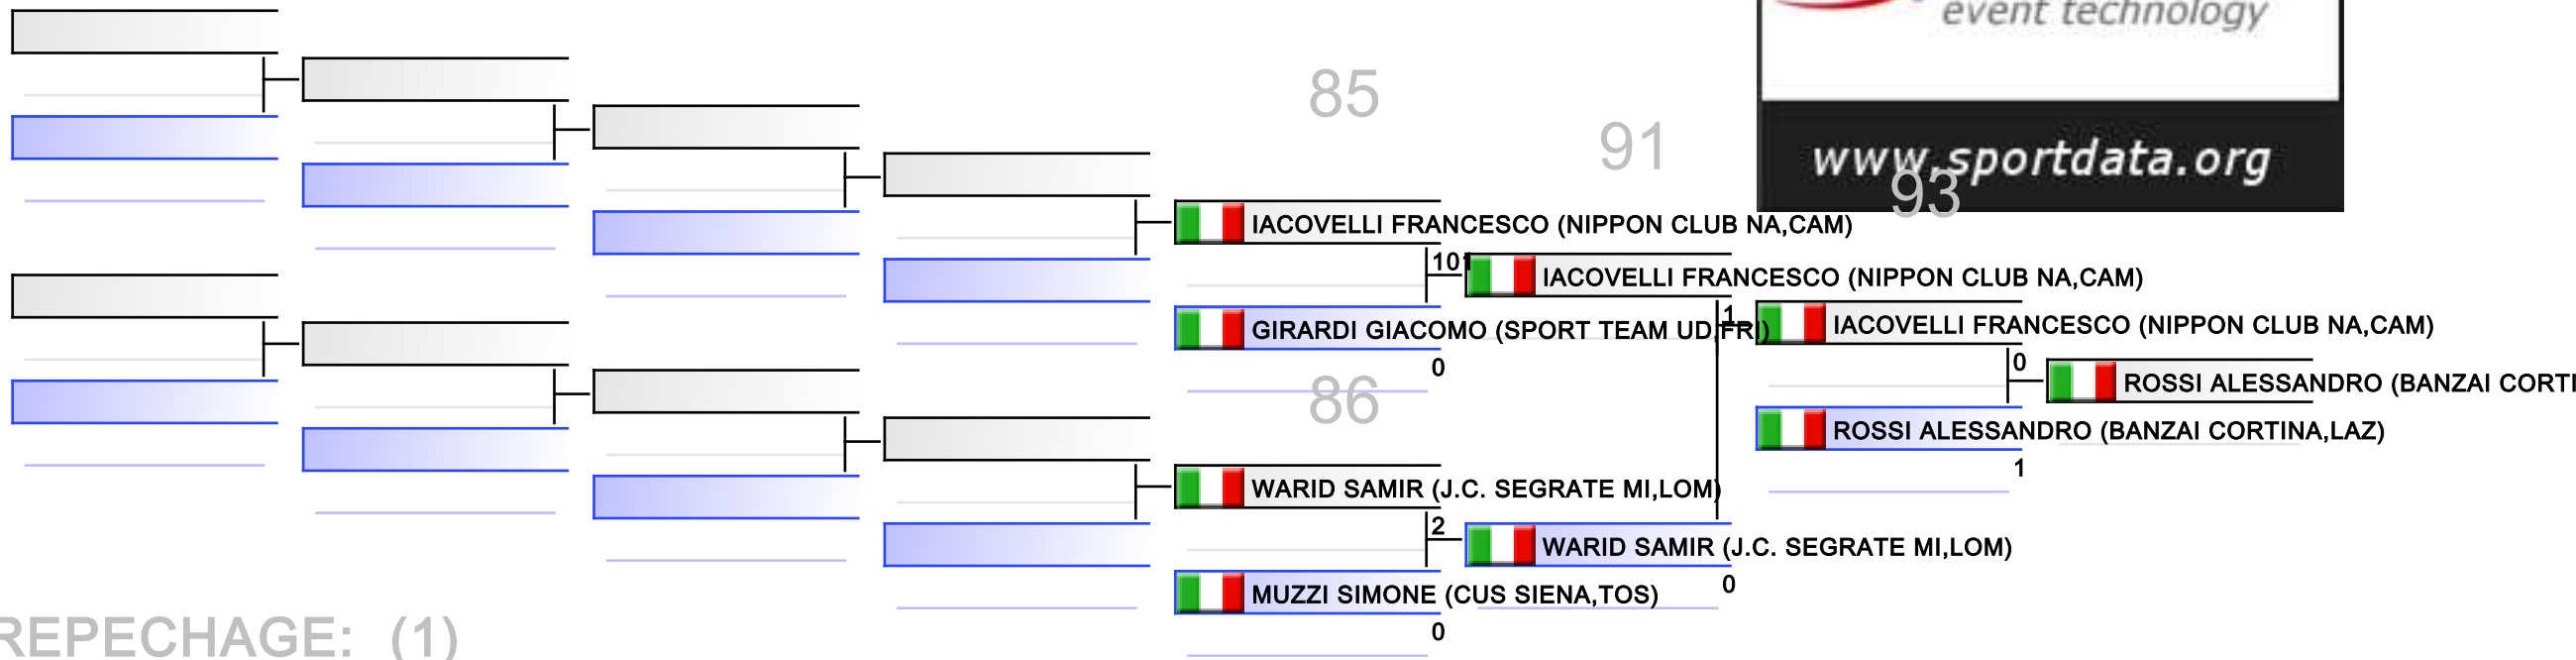 event technology
www.sportdata.org
85
91
93
IACOVELLI FRANCESCO (NIPPON CLUB NA,CAM)
101
IACOVELLI FRANCESCO (NIPPON CLUB NA,CAM)
GIRARDI GIACOMO (SPORT TEAM UD,FRI)
0
1
IACOVELLI FRANCESCO (NIPPON CLUB NA,CAM)
0
ROSSI ALESSANDRO (BANZAI CORTI
ROSSI ALESSANDRO (BANZAI CORTINA,LAZ)
1
86
WARID SAMIR (J.C. SEGRATE MI,LOM)
2
WARID SAMIR (J.C. SEGRATE MI,LOM)
0
MUZZI SIMONE (CUS SIENA,TOS)
0
REPECHAGE: (1)